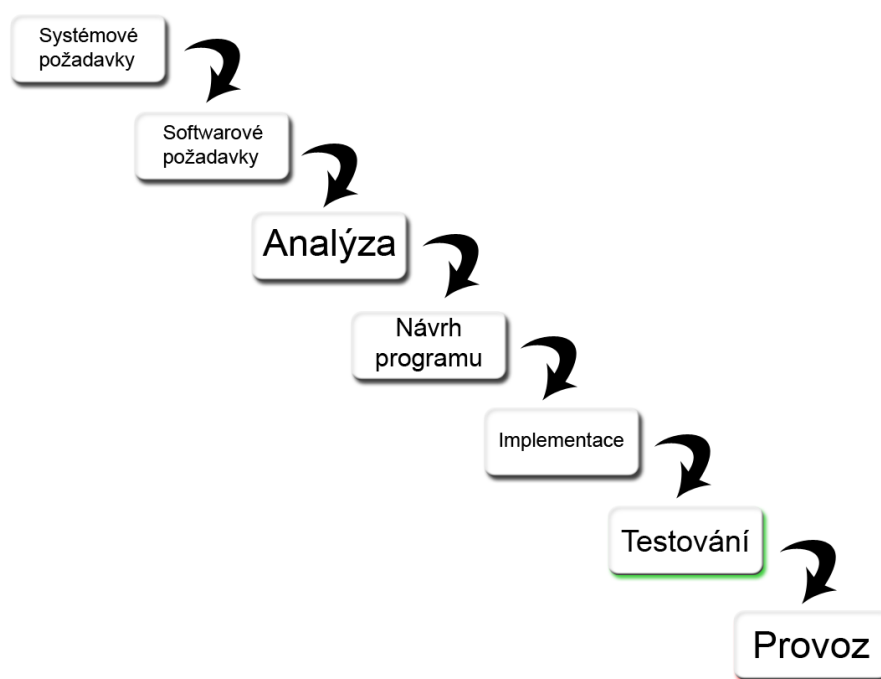 Systémové
požadavky
Softwarové
požadavky
Analýza
Návrh
programu
Implementace
Testování
Provoz